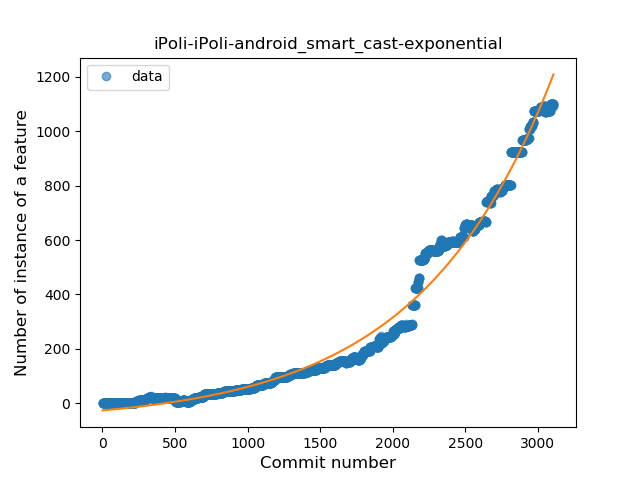 iPoli-iPoli-android_smart_cast-exponential
data
Number of instance of a feature
1200
1000
800
600
400
200
0
0 500 1000 1500 2000 2500 3000
Commit number